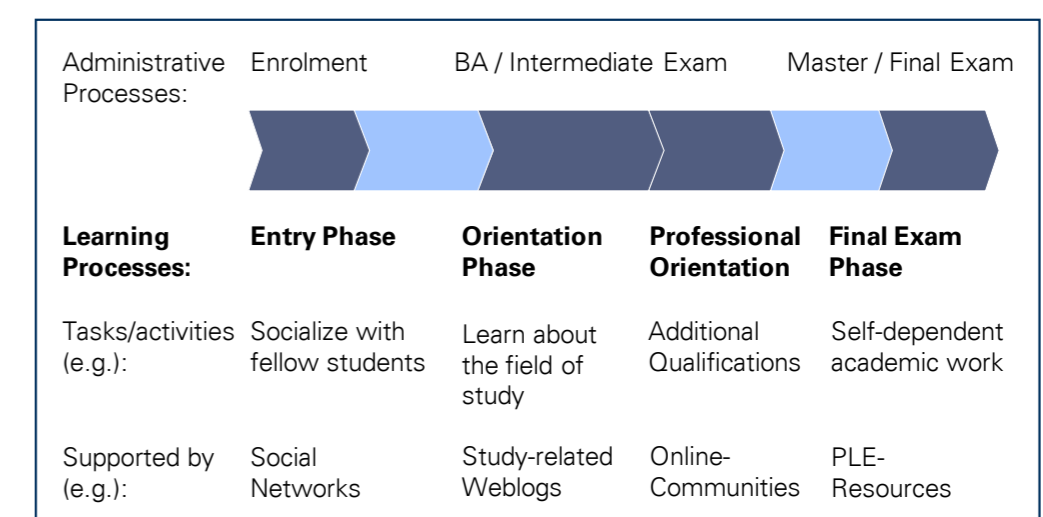 Administrative Enrolment BA / Intermediate Exam Master / Final Exam
Processes:
Learning Entry Phase Orientation Professional Final Exam
Processes: Phase Orientation Phase
Tasks/activities Socialize with Learn about Additional Self-dependent
(e.g.): fellow students the field of Qualifications academic work
study
Supported by Social Study-related Online- PLE-
(e.g.): Networks Weblogs Communities Resources